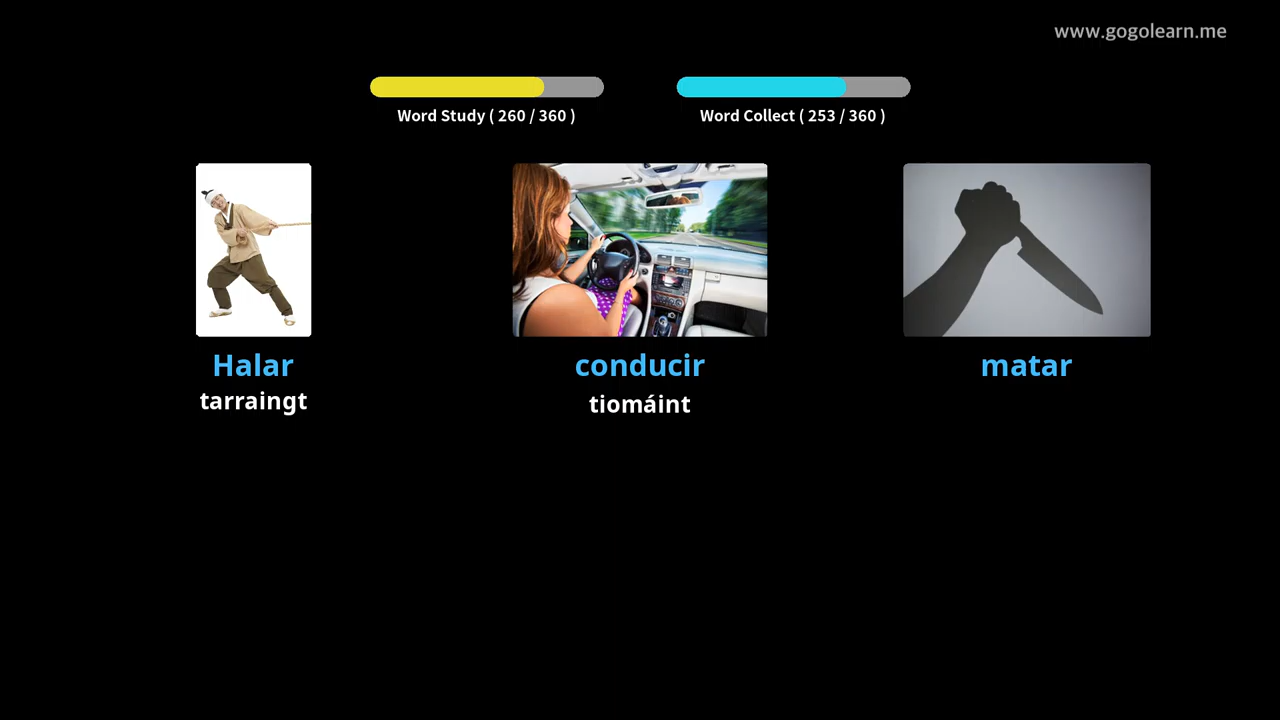 www.gogolearn.me
Word Study ( 260 / 360 )
Word Collect ( 253 / 360 )
Halar
tarraingt
conducir
tiomáint
matar